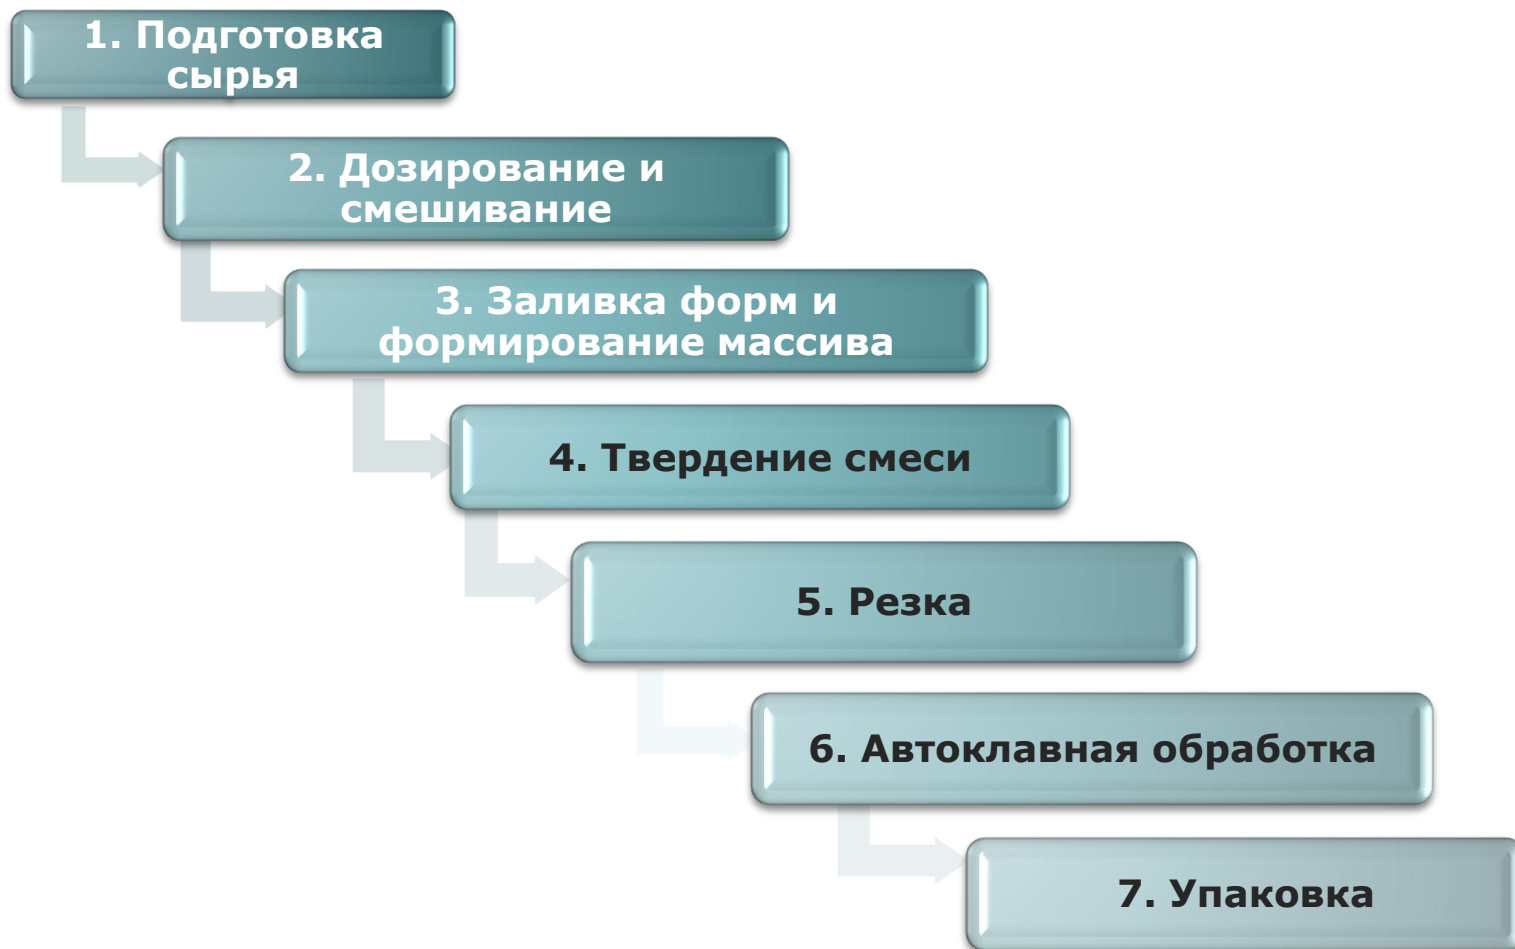 1. Подготовка
сырья
2. Дозирование и
смешивание
3. Заливка форм и
формирование массива
4. Твердение смеси
5. Резка
6. Автоклавная обработка
7. Упаковка